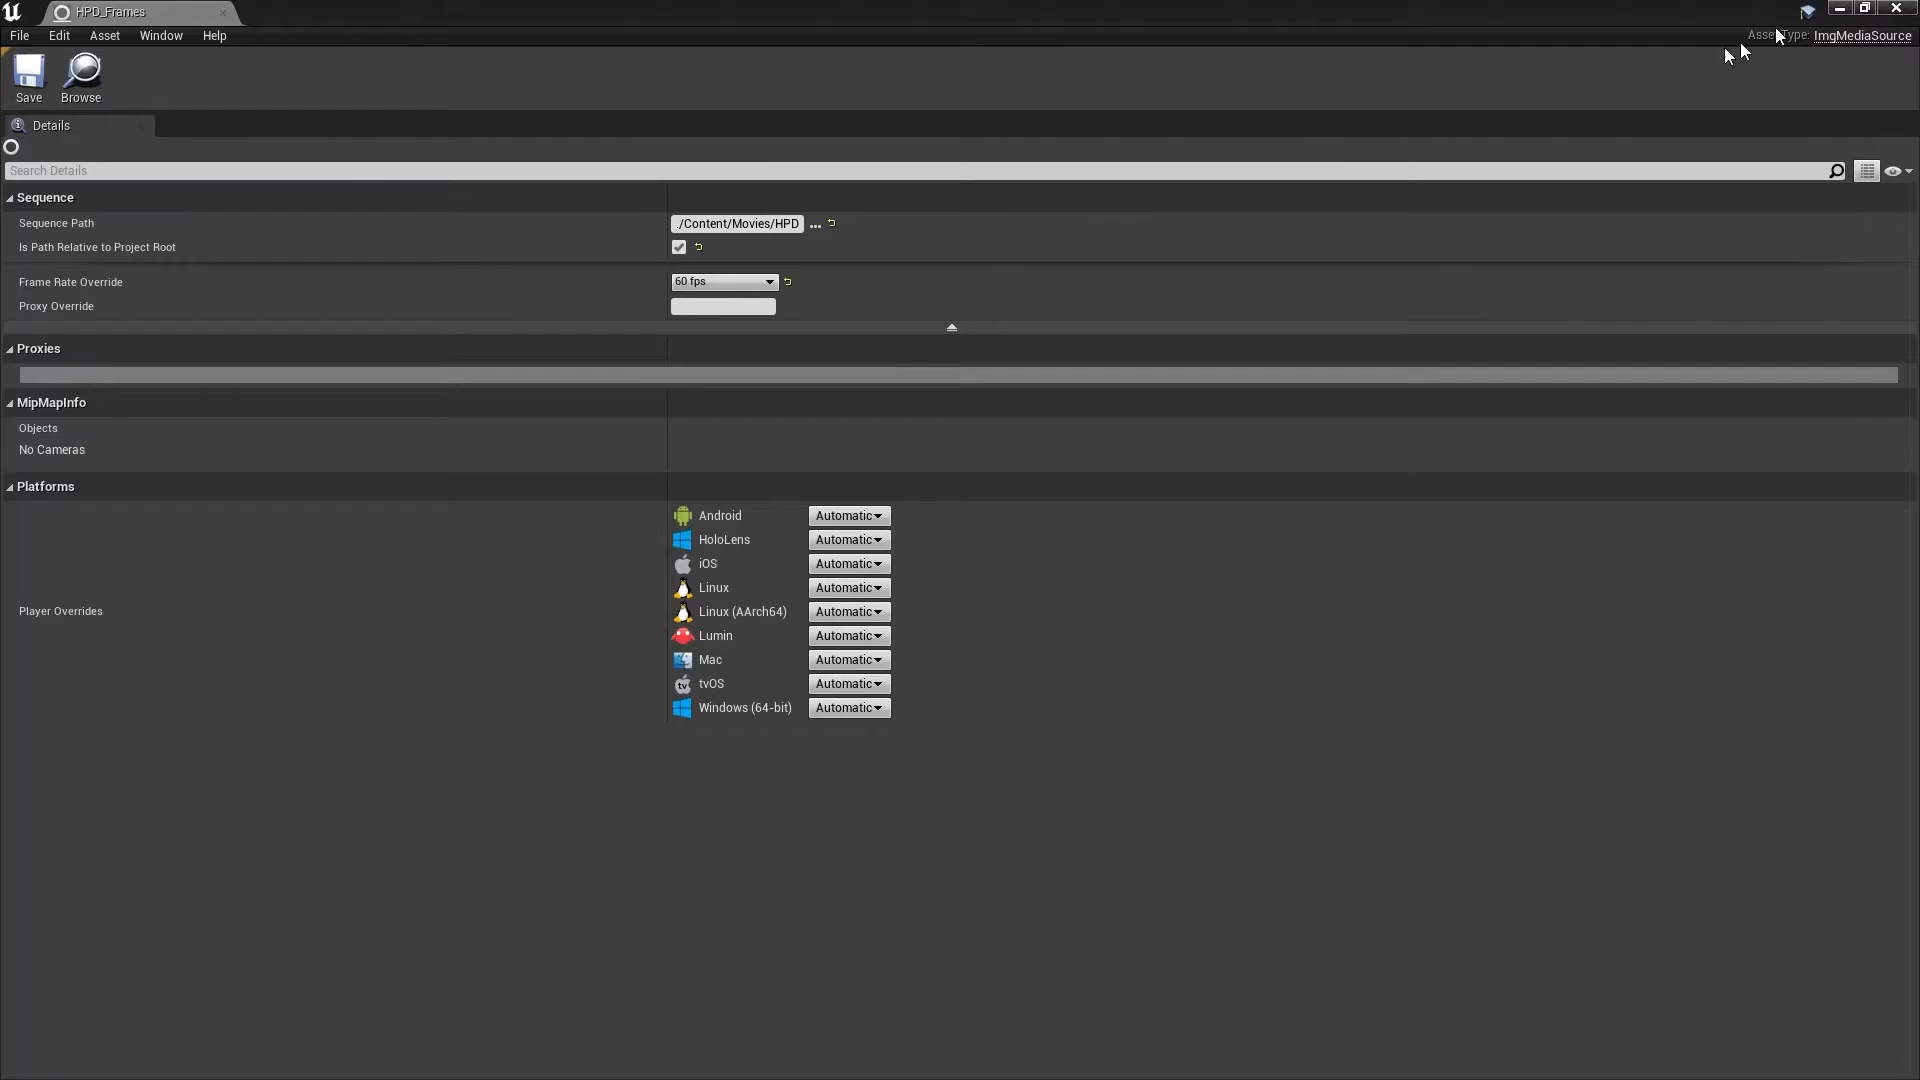 HPD_Frames
File Edit Asset Window Help
Asset Type: ImgMediaSource
Save Browse
Details
Search Details
Sequence
Sequence Path ./Content/Movies/HPD ...
Is Path Relative to Project Root
Frame Rate Override 60 fps
Proxy Override
Proxies
MipMapInfo
Objects
No Cameras
Platforms
Android Automatic
HoloLens Automatic
iOS Automatic
Linux Automatic
Player Overrides Linux (AArch64) Automatic
Lumin Automatic
Mac Automatic
tvOS Automatic
Windows (64-bit) Automatic